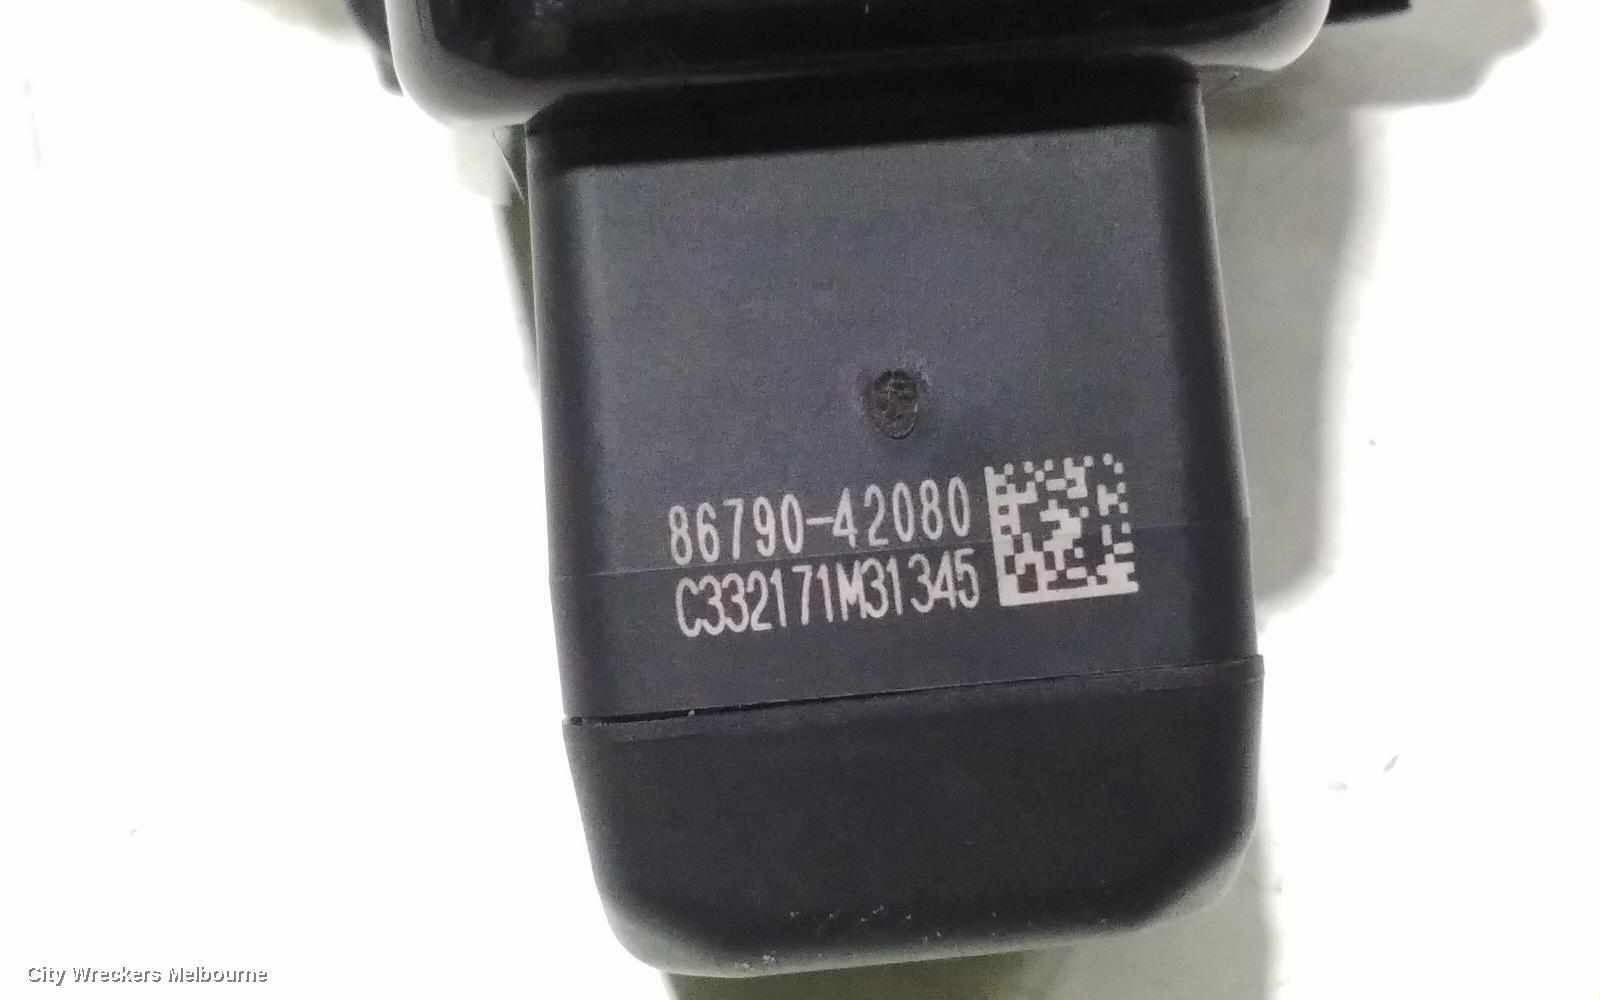 86790-42080
C332171M31345
City Wreckers Melbourne